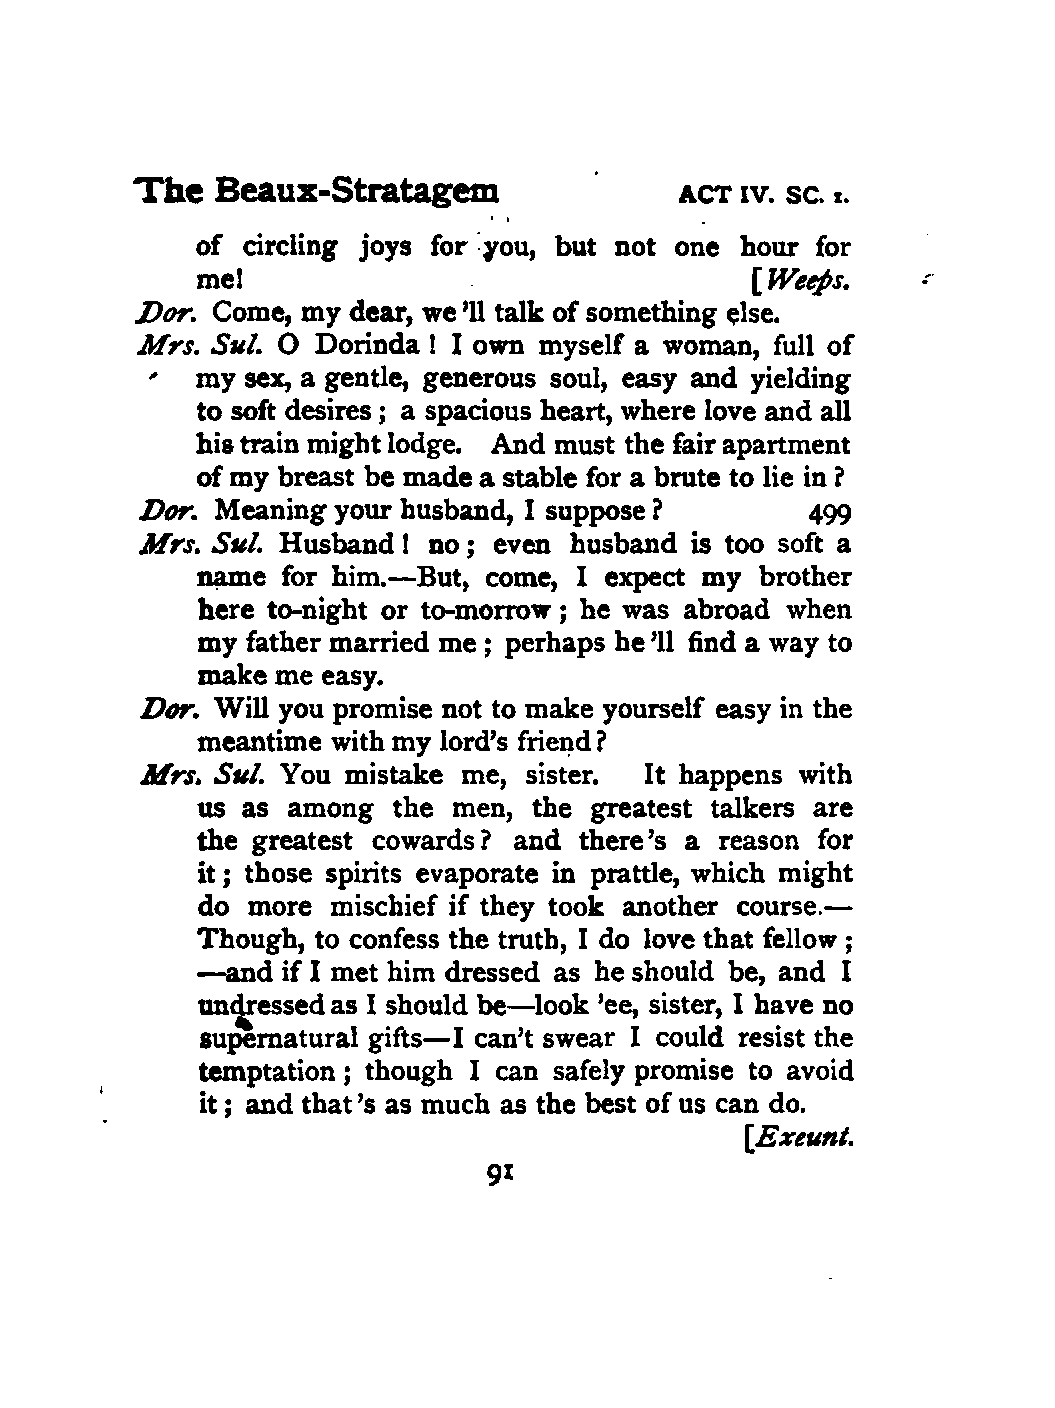 The Beaux-Stratagem ACT IV. SC. 1.
of circling joys for you, but not one hour for
me! [Weeps.
Dor. Come, my dear, we 'll talk of something else.
Mrs. Sul. O Dorinda! I own myself a woman, full of
my sex, a gentle, generous soul, easy and yielding
to soft desires; a spacious heart, where love and all
his train might lodge. And must the fair apartment
of my breast be made a stable for a brute to lie in?
Dor. Meaning your husband, I suppose? 499
Mrs. Sul. Husband! no; even husband is too soft a
name for him.—But, come, I expect my brother
here to-night or to-morrow; he was abroad when
my father married me; perhaps he 'll find a way to
make me easy.
Dor. Will you promise not to make yourself easy in the
meantime with my lord's friend?
Mrs. Sul. You mistake me, sister. It happens with
us as among the men, the greatest talkers are
the greatest cowards? and there 's a reason for
it; those spirits evaporate in prattle, which might
do more mischief if they took another course.—
Though, to confess the truth, I do love that fellow;
—and if I met him dressed as he should be, and I
undressed as I should be—look 'ee, sister, I have no
supernatural gifts—I can't swear I could resist the
temptation; though I can safely promise to avoid
it; and that 's as much as the best of us can do.
[Exeunt.
91